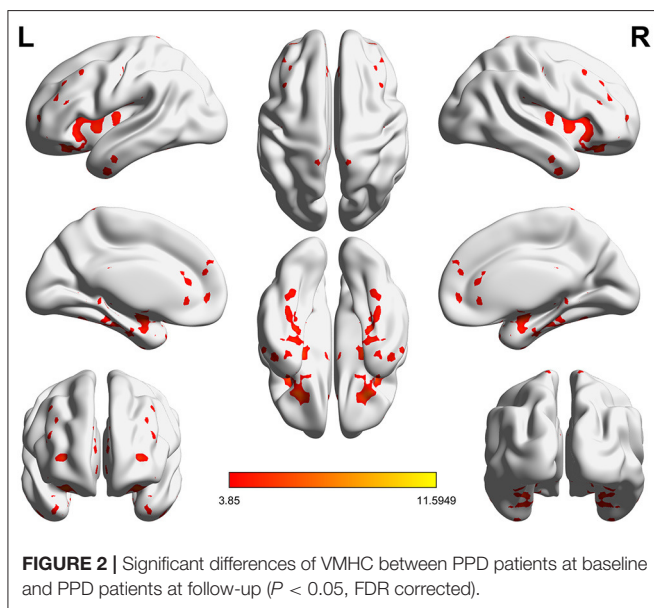 L
R
3.85
11.5949
FIGURE 2 | Significant differences of VMHC between PPD patients at baseline
and PPD patients at follow-up (P < 0.05, FDR corrected).